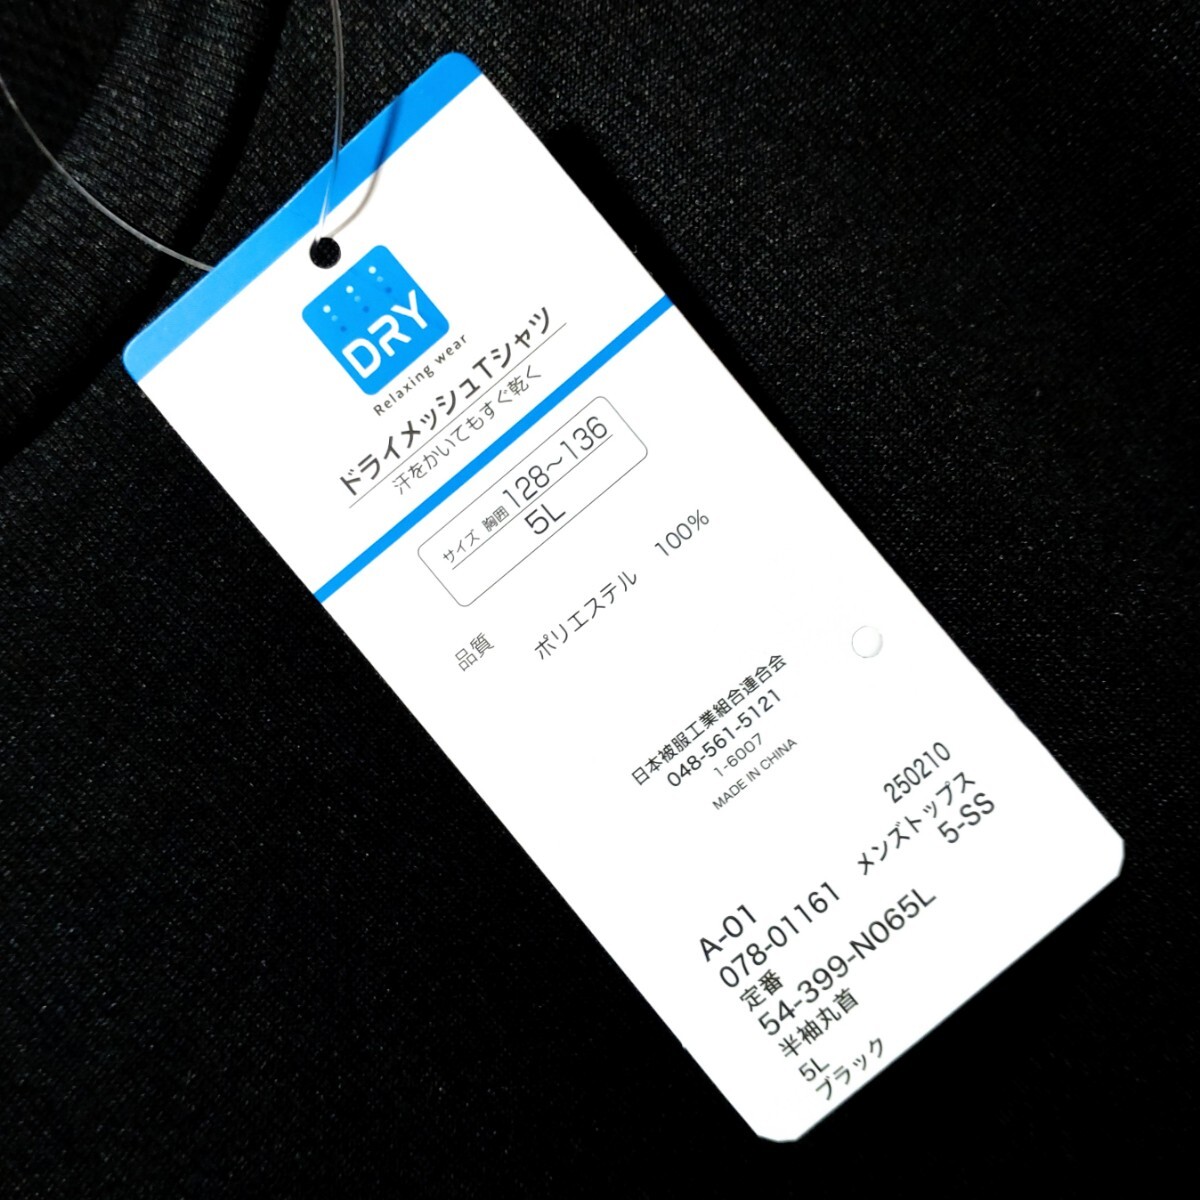 DRY
Relaxing wear
ドライメッシュTシャツ
汗をかいてもすぐ乾く
サイズ 胸囲 128~136
5L
品質 ポリエステル 100%
日本被服工業組合連合会
048-561-5121
1-6007
MADE IN CHINA
250210
A-01 メンズトップス
078-01161 5-SS
定番
54-399-N065L
半袖丸首
5L
ブラック